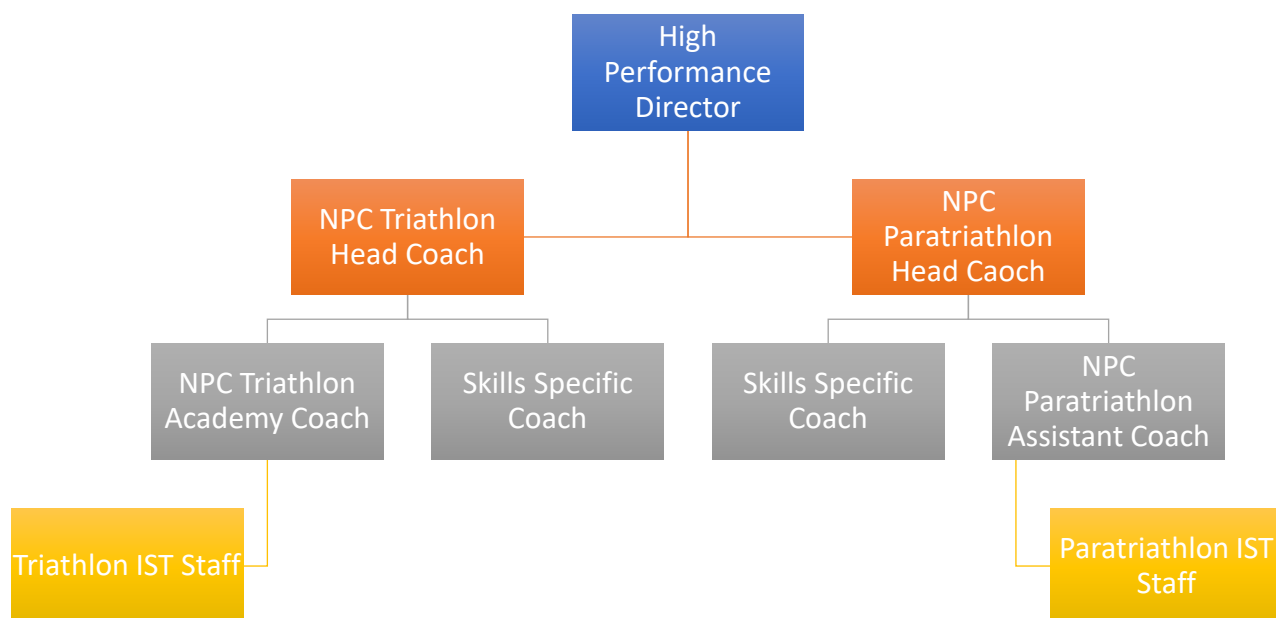 High
Performance
Director
NPC Triathlon
Head Coach
NPC
Paratriathlon
Head Caoch
NPC Triathlon
Academy Coach
Skills Specific
Coach
Skills Specific
Coach
NPC
Paratriathlon
Assistant Coach
Triathlon IST Staff
Paratriathlon IST
Staff